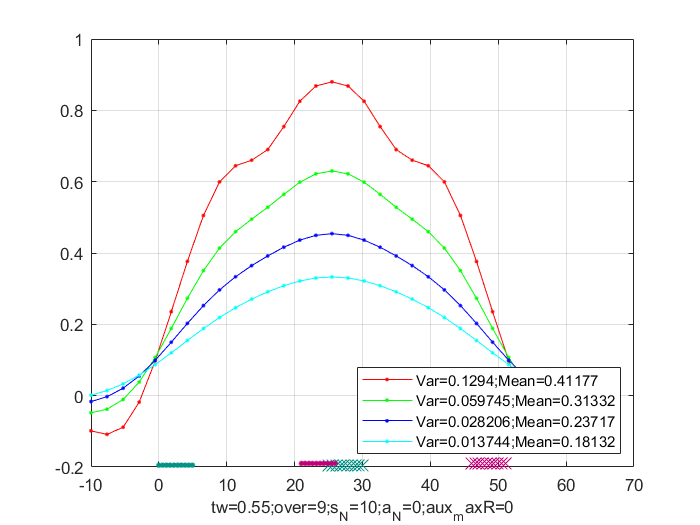 1
0.8
0.6
0.4
0.2
0
-0.2
-10 0 10 20 30 40 50 60 70
Var=0.1294;Mean=0.41177
Var=0.059745;Mean=0.31332
Var=0.028206;Mean=0.23717
Var=0.013744;Mean=0.18132
tw=0.55;over=9;s_N=10;a_N=0;aux_maxR=0